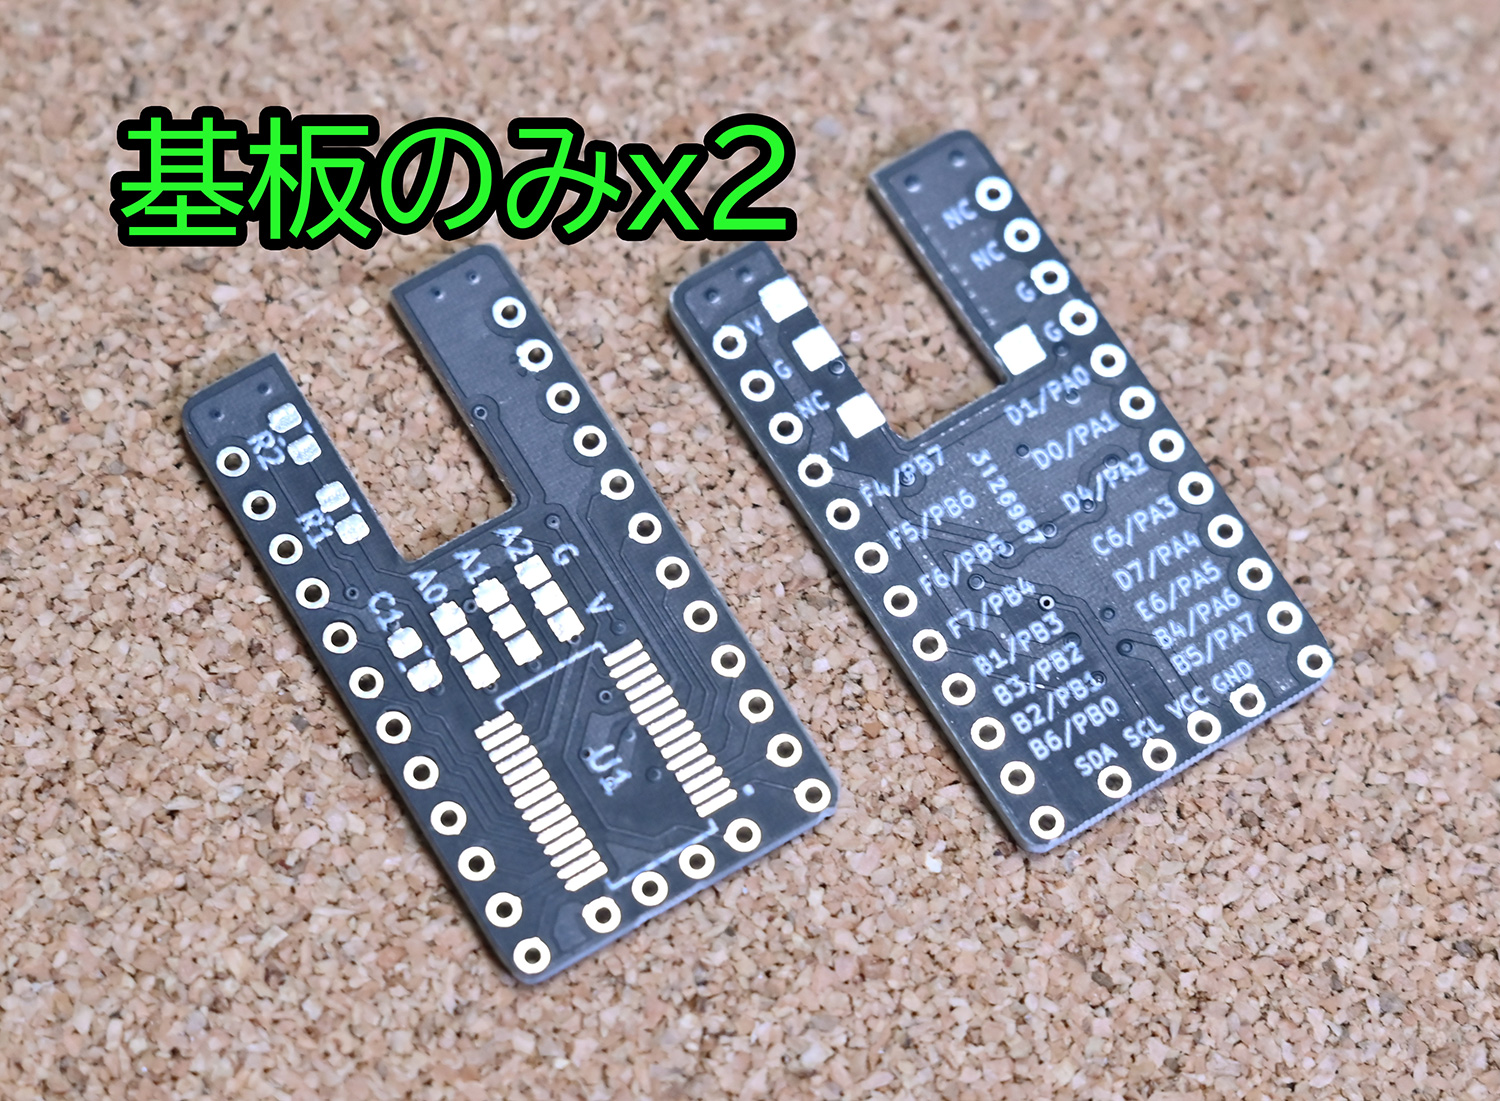 基板のみx2
R2
R1
C1
A0
A1
A2
G
V
U1
V
G
NC
V
F4/PB7
F5/PB6
F6/PB5
F7/PB4
B1/PB3
B3/PB2
B2/PB1
B6/PB0
NC
NC
G
G
D1/PA0
D0/PA1
D4/PA2
C6/PA3
D7/PA4
E6/PA5
B4/PA6
B5/PA7
SDA SCL VCC GND